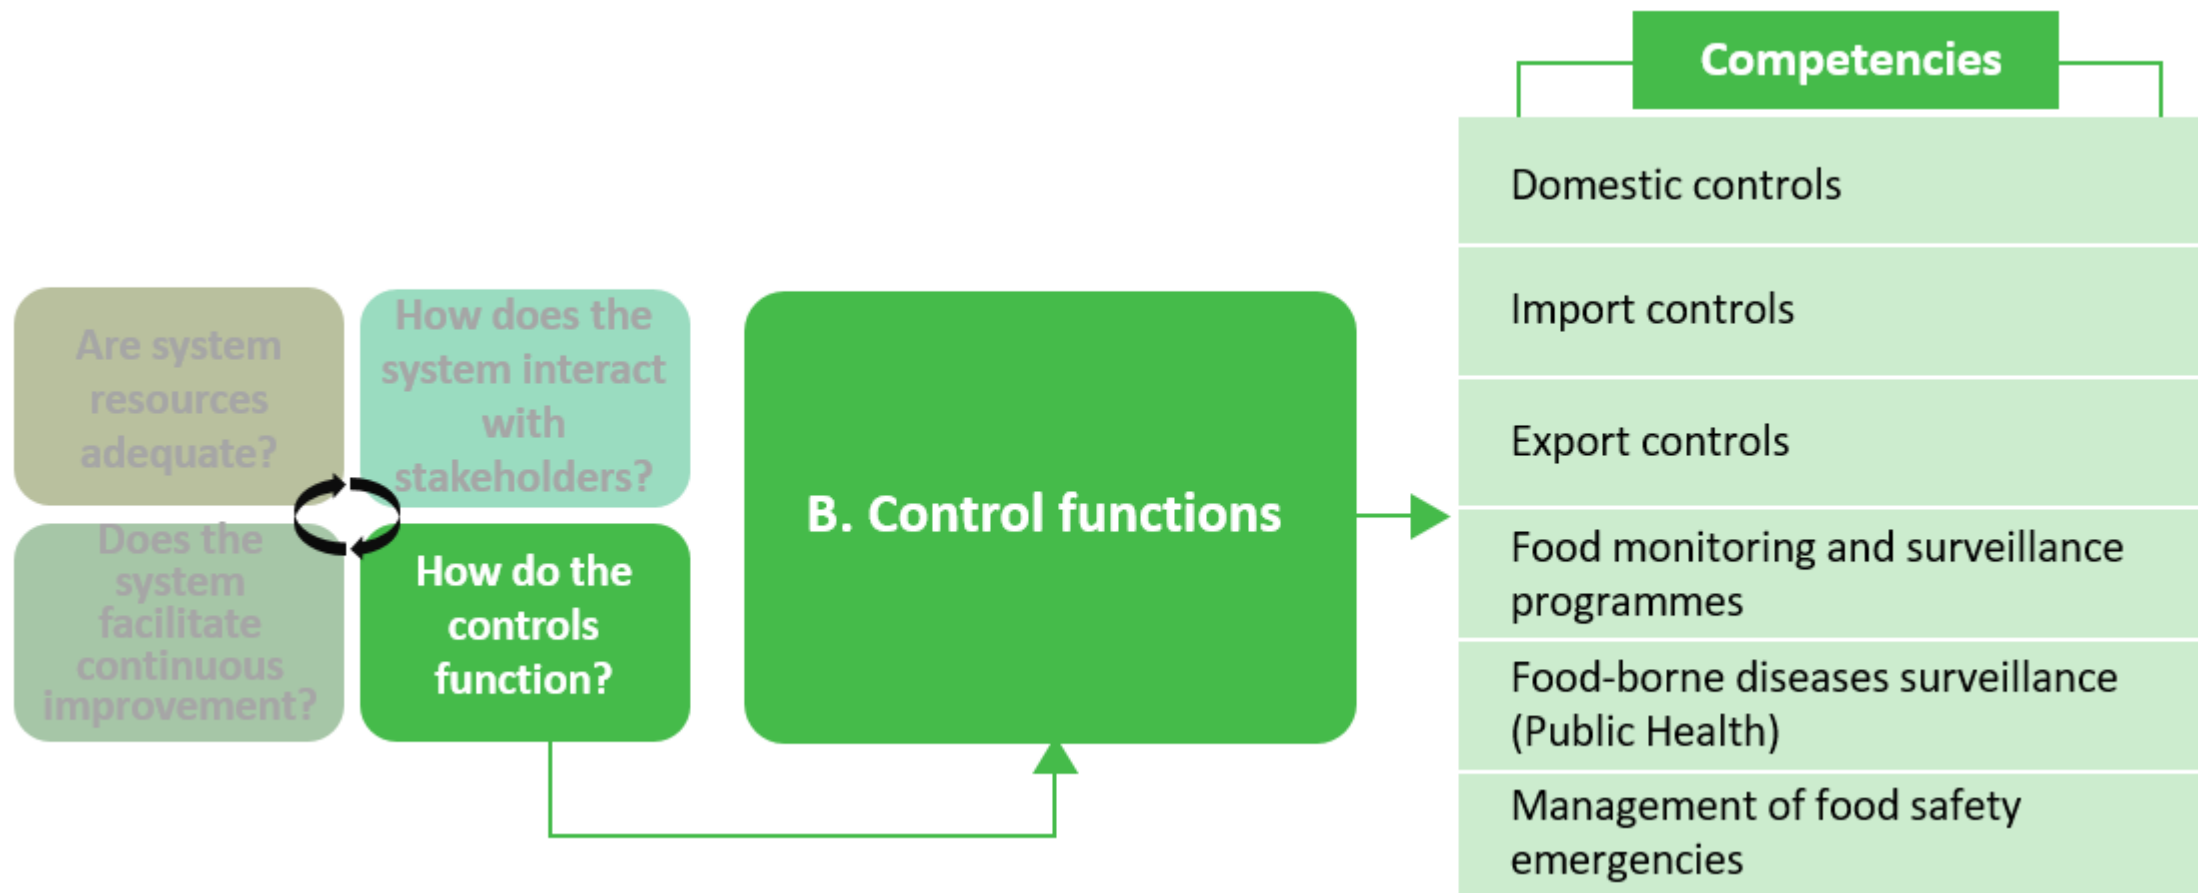 Competencies
Domestic controls
Import controls
Export controls
Food monitoring and surveillance
programmes
Food-borne diseases surveillance
(Public Health)
Management of food safety
emergencies
Are system
resources
adequate?
How does the
system interact
with
stakeholders?
Does the
system
facilitate
continuous
improvement?
How do the
controls
function?
B. Control functions